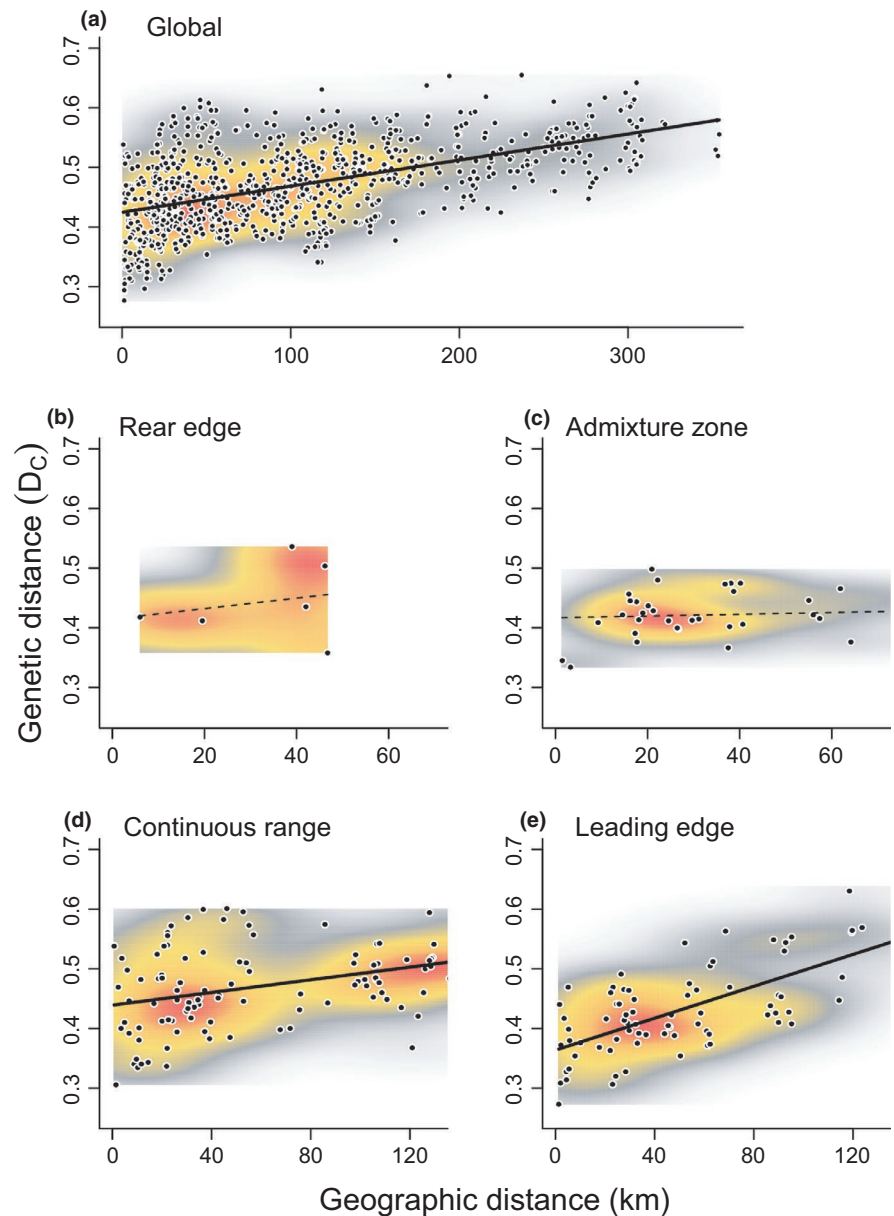 (a) Global
0.7
0.6
0.5
0.4
0.3
0 100 200 300
(b) Rear edge
0.7
0.6
0.5
0.4
0.3
0 20 40 60
(c) Admixture zone
0.7
0.6
0.5
0.4
0.3
0 20 40 60
Genetic distance (DC)
(d) Continuous range
0.7
0.6
0.5
0.4
0.3
0 40 80 120
(e) Leading edge
0.7
0.6
0.5
0.4
0.3
0 40 80 120
Geographic distance (km)